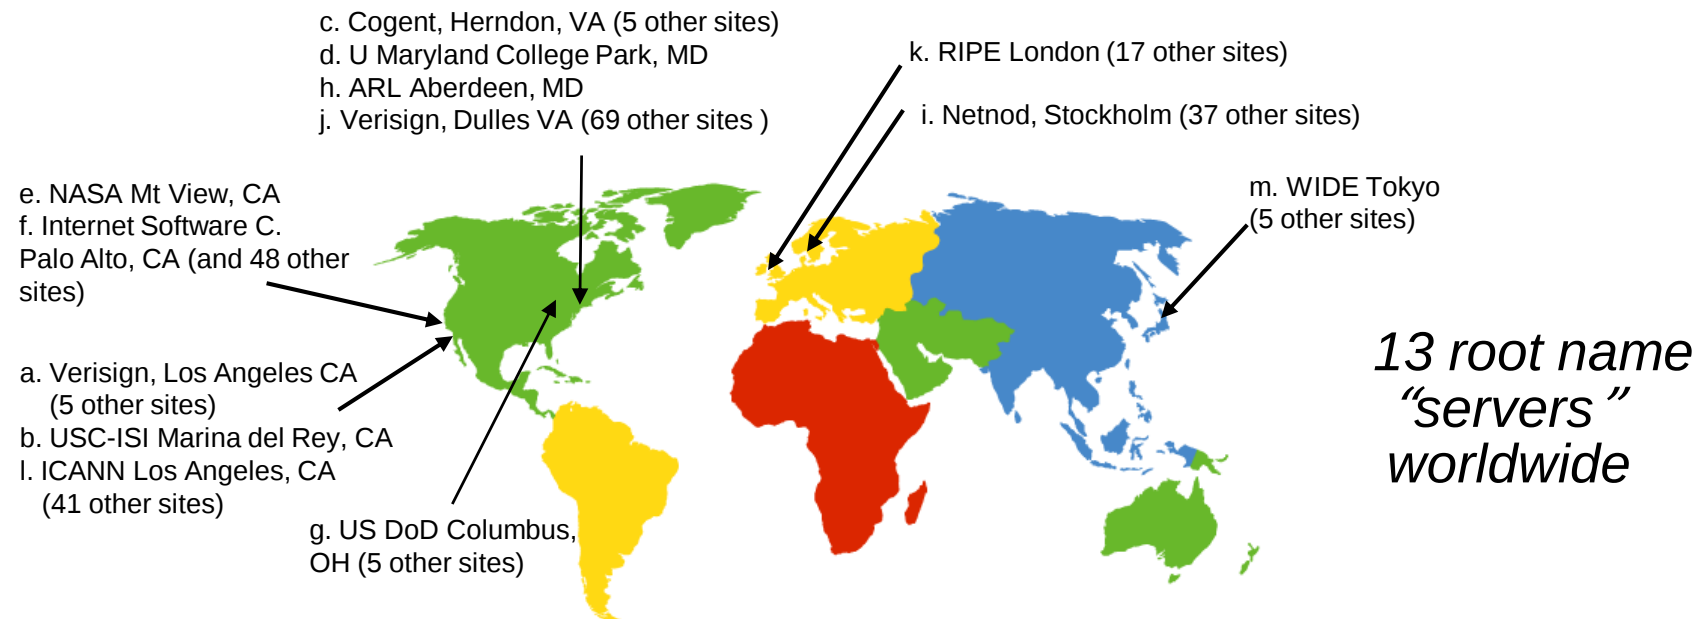 c. Cogent, Herndon, VA (5 other sites)
d. U Maryland College Park, MD
h. ARL Aberdeen, MD
j. Verisign, Dulles VA (69 other sites )
k. RIPE London (17 other sites)
i. Netnod, Stockholm (37 other sites)
m. WIDE Tokyo
(5 other sites)
e. NASA Mt View, CA
f. Internet Software C.
Palo Alto, CA (and 48 other
sites)
a. Verisign, Los Angeles CA
(5 other sites)
b. USC-ISI Marina del Rey, CA
l. ICANN Los Angeles, CA
(41 other sites)
g. US DoD Columbus,
OH (5 other sites)
13 root name
“servers”
worldwide